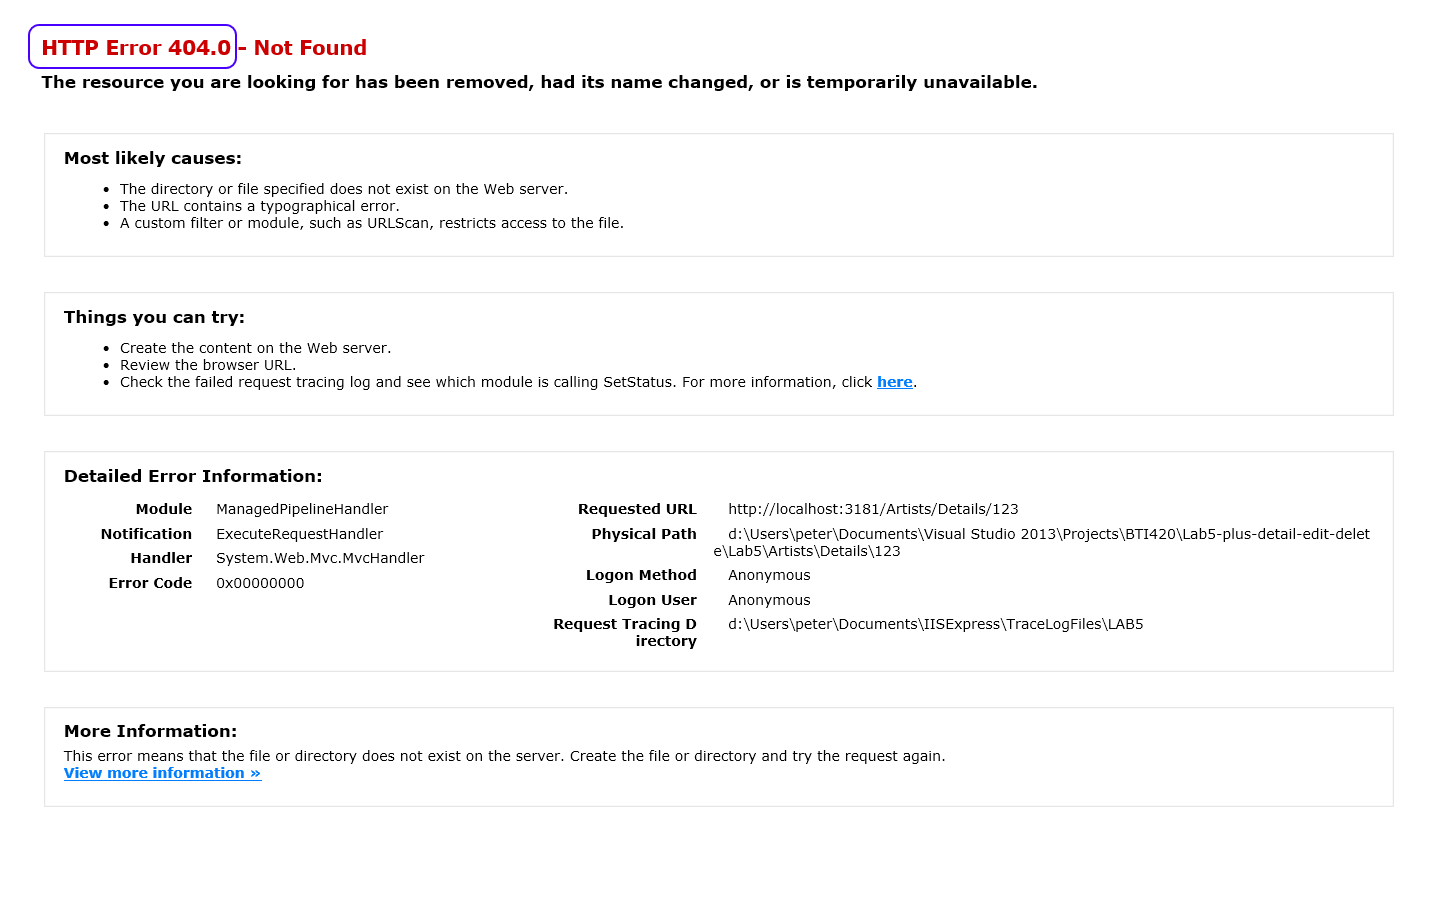 HTTP Error 404.0 - Not Found
The resource you are looking for has been removed, had its name changed, or is temporarily unavailable.
Most likely causes:
• The directory or file specified does not exist on the Web server.
• The URL contains a typographical error.
• A custom filter or module, such as URLScan, restricts access to the file.
Things you can try:
• Create the content on the Web server.
• Review the browser URL.
• Check the failed request tracing log and see which module is calling SetStatus. For more information, click here.
Detailed Error Information:
Module ManagedPipelineHandler
Notification ExecuteRequestHandler
Handler System.Web.Mvc.MvcHandler
Error Code 0x00000000
Requested URL http://localhost:3181/Artists/Details/123
Physical Path d:\Users\peter\Documents\Visual Studio 2013\Projects\BTI420\Lab5-plus-detail-edit-delet
e\Lab5\Artists\Details\123
Logon Method Anonymous
Logon User Anonymous
Request Tracing D d:\Users\peter\Documents\IISExpress\TraceLogFiles\LAB5
irectory
More Information:
This error means that the file or directory does not exist on the server. Create the file or directory and try the request again.
View more information »